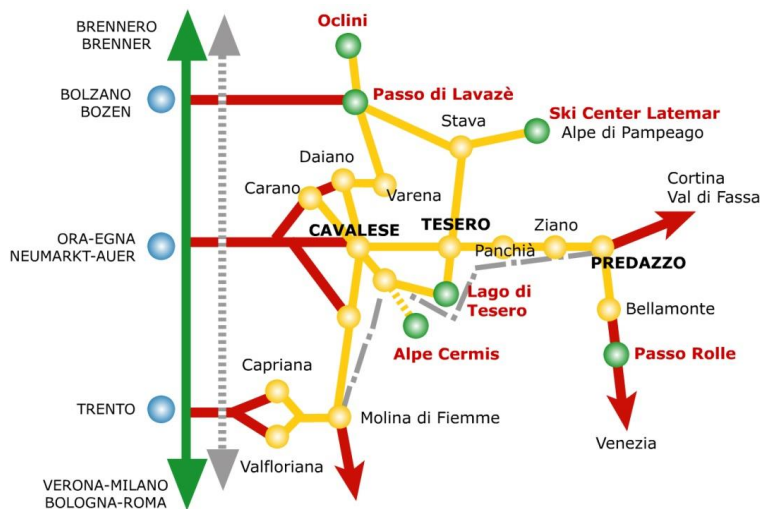 BRENNERO
BRENNER
Oclini
BOLZANO
BOZEN
Passo di Lavazè
Stava
Ski Center Latemar
Alpe di Pampeago
Daiano
Carano
Varena
Cortina
Val di Fassa
ORA-EGNA
NEUMARKT-AUER
CAVALESE
TESERO
Panchià
Ziano
PREDAZZO
Lago di
Tesero
Bellamonte
Alpe Cermis
Passo Rolle
Capriana
TRENTO
Molina di Fiemme
Valfloriana
Venezia
VERONA-MILANO
BOLOGNA-ROMA